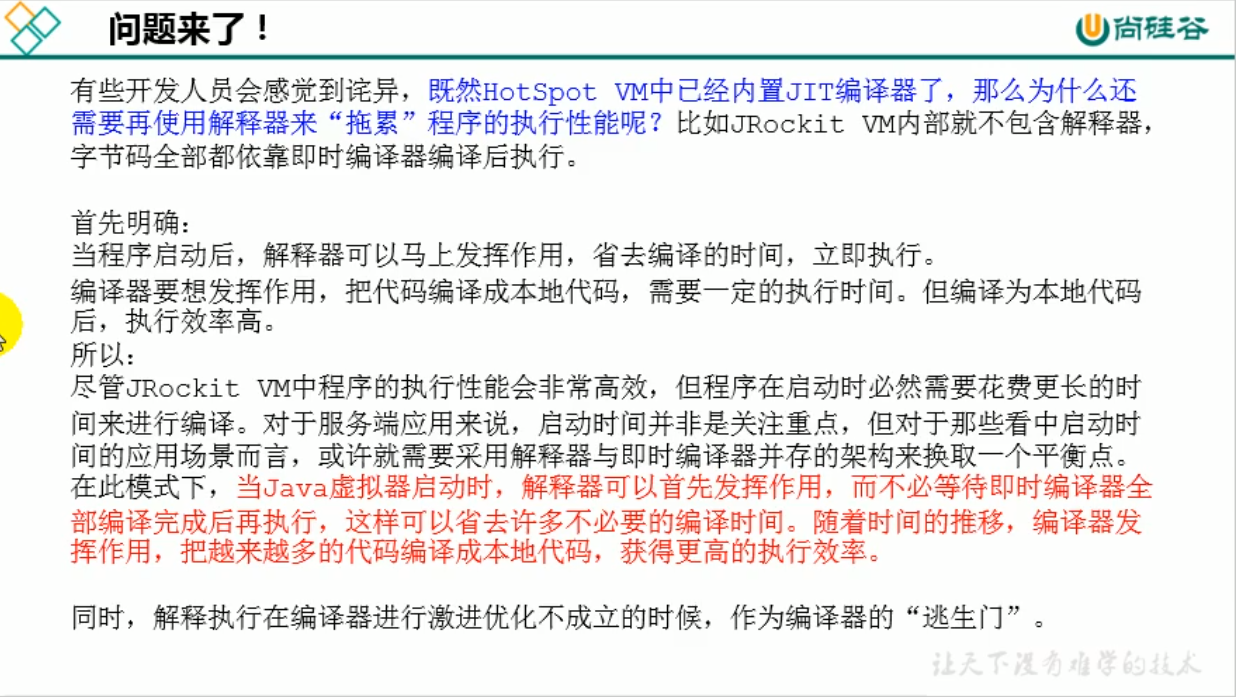 问题来了！
尚硅谷
有些开发人员会感觉到诧异，既然HotSpot VM中已经内置JIT编译器了，那么为什么还
需要再使用解释器来“拖累”程序的执行性能呢？比如JRockit VM内部就不包含解释器，
字节码全部都依靠即时编译器编译后执行。
首先明确：
当程序启动后，解释器可以马上发挥作用，省去编译的时间，立即执行。
编译器要想发挥作用，把代码编译成本地代码，需要一定的执行时间。但编译为本地代码
后，执行效率高。
所以：
尽管JRockit VM中程序的执行性能会非常高效，但程序在启动时必然需要花费更长的时
间来进行编译。对于服务端应用来说，启动时间并非是关注重点，但对于那些看中启动时
间的应用场景而言，或许就需要采用解释器与即时编译器并存的架构来换取一个平衡点。
在此模式下，当Java虚拟器启动时，解释器可以首先发挥作用，而不必等待即时编译器全
部编译完成后再执行，这样可以省去许多不必要的编译时间。随着时间的推移，编译器发
挥作用，把越来越多的代码编译成本地代码，获得更高的执行效率。
同时，解释执行在编译器进行激进优化不成立的时候，作为编译器的“逃生门”。
让天下没有难学的技术